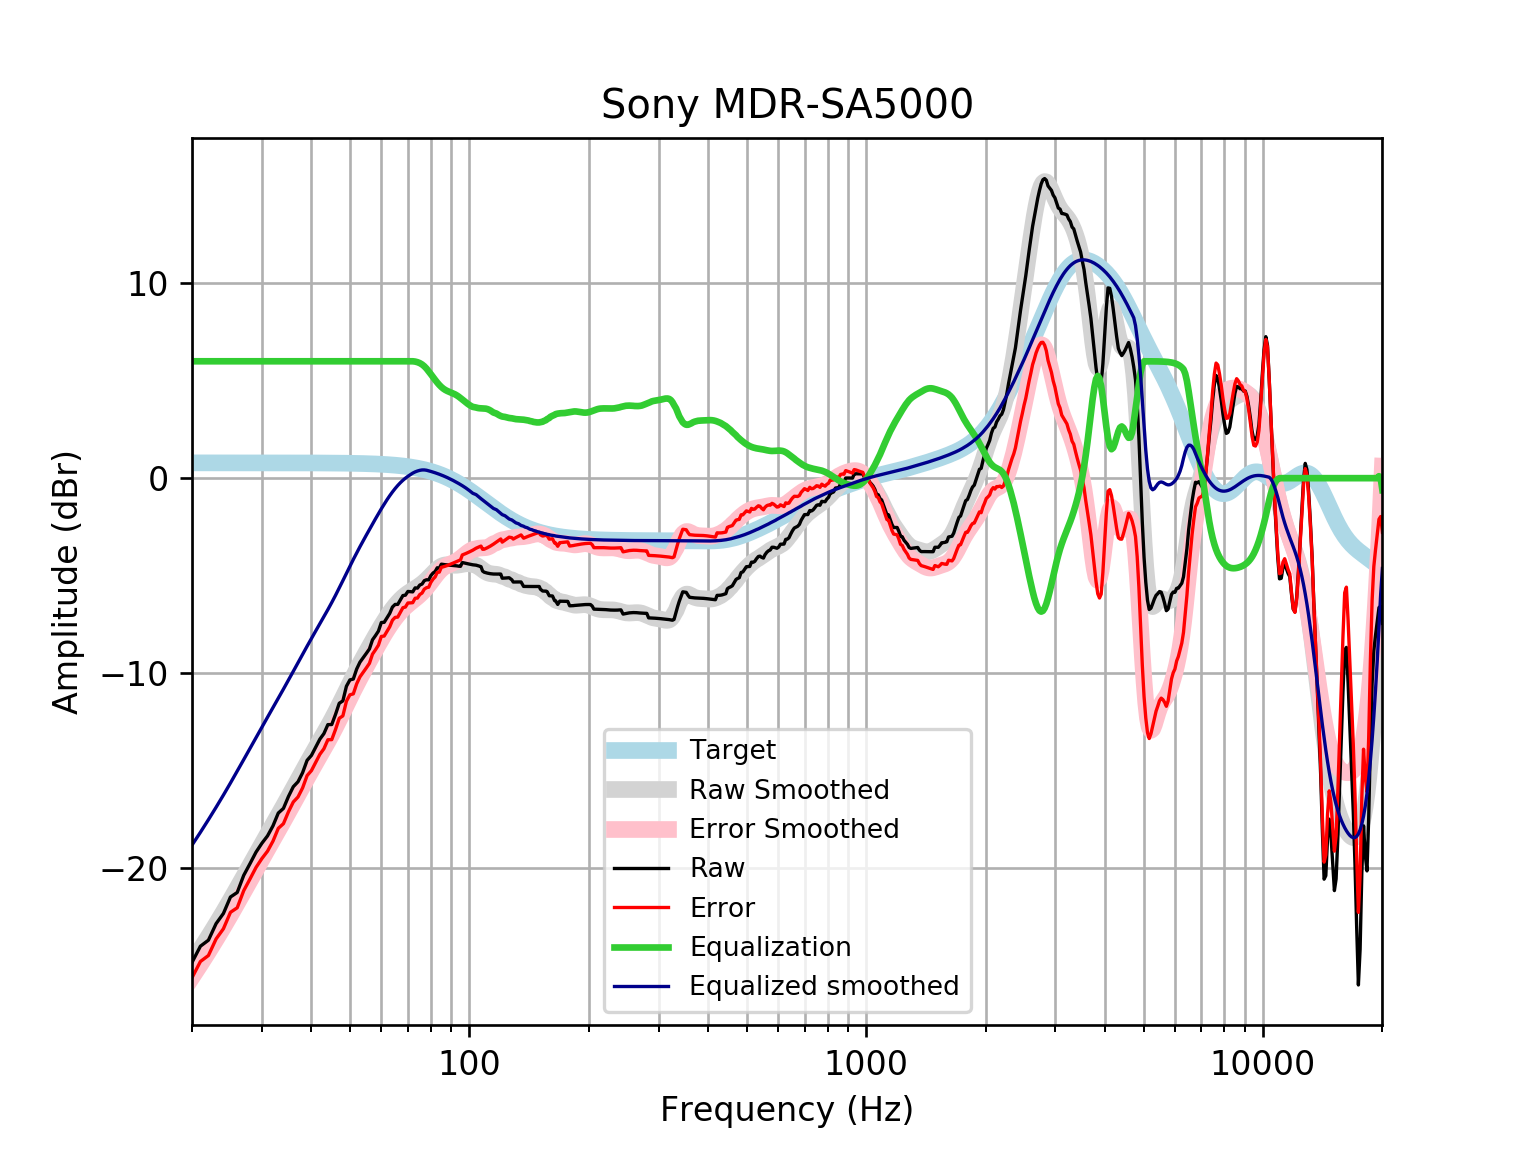 Sony MDR-SA5000
Amplitude (dBr)
10
0
−10
−20
Target
Raw Smoothed
Error Smoothed
Raw
Error
Equalization
Equalized smoothed
100
1000
10000
Frequency (Hz)